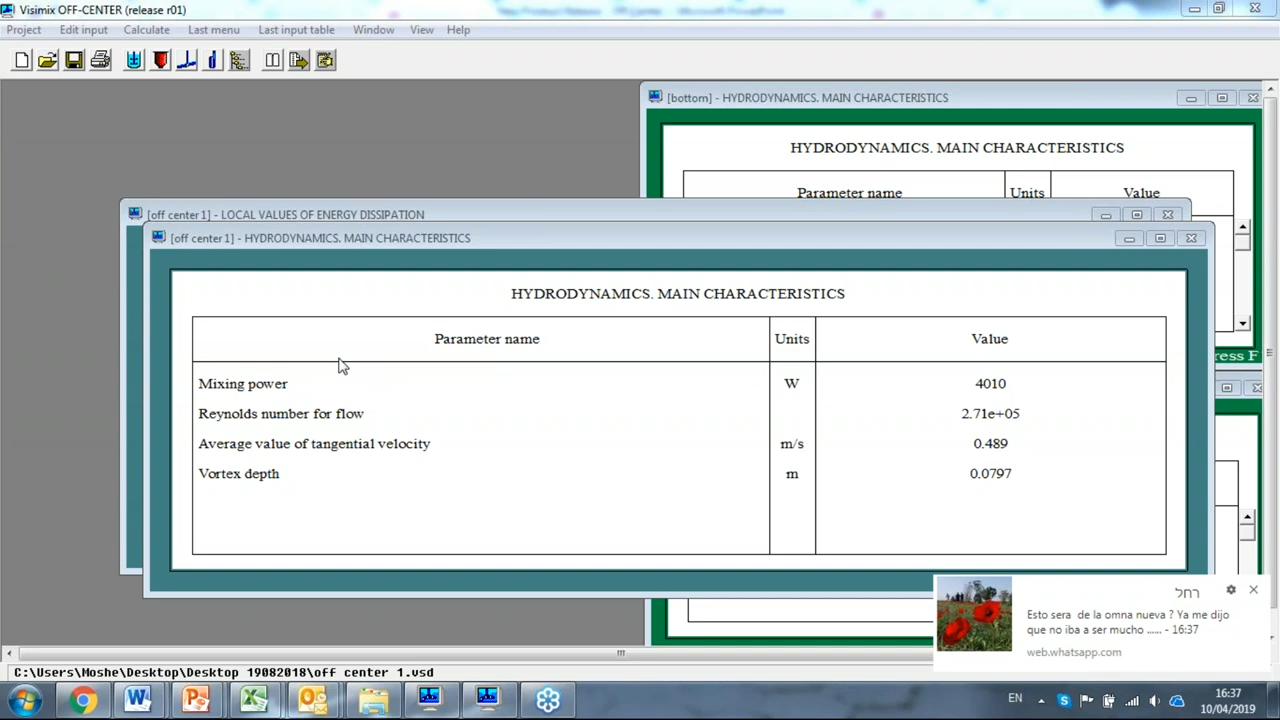 Visimix OFF-CENTER (release r01)
Project Edit input Calculate Last menu Last input table Window View Help
[bottom] - HYDRODYNAMICS. MAIN CHARACTERISTICS
HYDRODYNAMICS. MAIN CHARACTERISTICS
Parameter name Units Value
[off center 1] - LOCAL VALUES OF ENERGY DISSIPATION
[off center 1] - HYDRODYNAMICS. MAIN CHARACTERISTICS
HYDRODYNAMICS. MAIN CHARACTERISTICS
Parameter name Units Value
Mixing power W 4010
Reynolds number for flow 2.71e+05
Average value of tangential velocity m/s 0.489
Vortex depth m 0.0797
ress F
רחל
Esto sera de la omna nueva ? Ya me dijo
que no iba a ser mucho ...... - 16:37
web.whatsapp.com
C:\Users\Moshe\Desktop\Desktop 19082018\off center 1.vsd
EN
16:37
10/04/2019